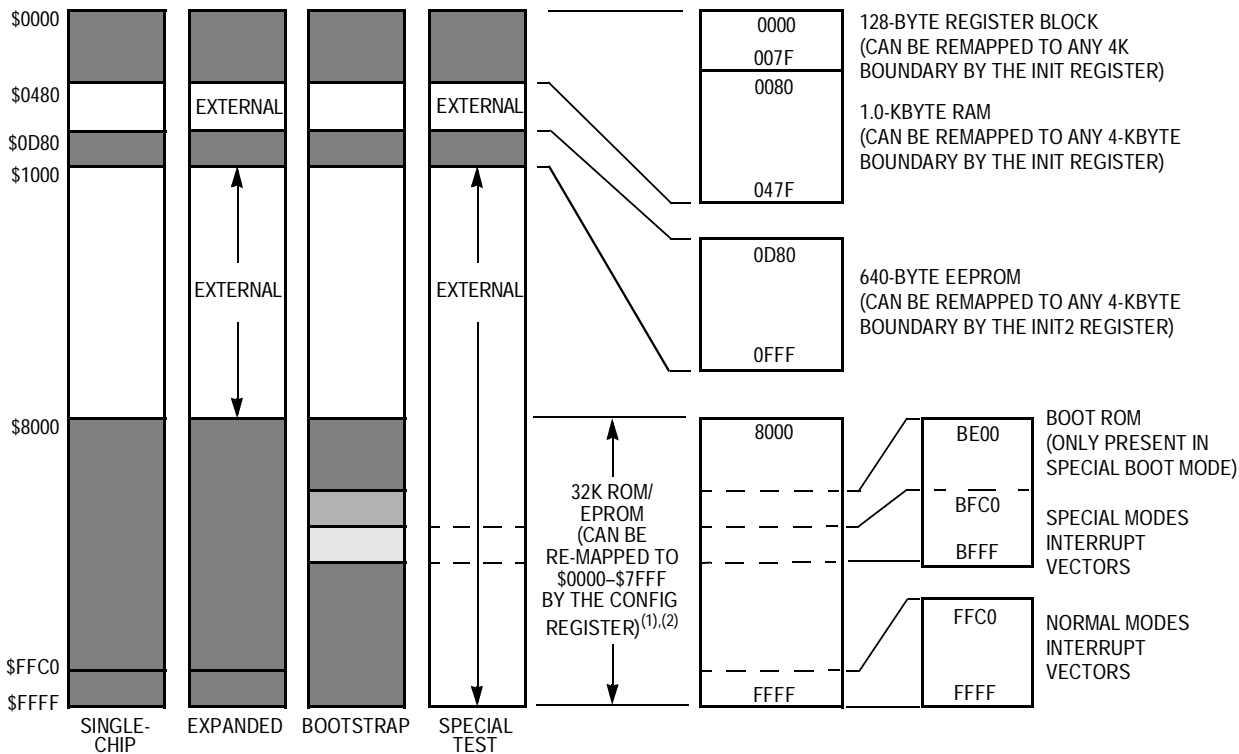 $0000
$0480
$0D80
$1000
$8000
$FFC0
$FFFF
EXTERNAL
EXTERNAL
EXTERNAL
EXTERNAL
SINGLE-
CHIP
EXPANDED
BOOTSTRAP
SPECIAL
TEST
32K ROM/
EPROM
(CAN BE
RE-MAPPED TO
$0000–$7FFF
BY THE CONFIG
REGISTER)(1),(2)
0000
007F
0080
047F
128-BYTE REGISTER BLOCK
(CAN BE REMAPPED TO ANY 4K
BOUNDARY BY THE INIT REGISTER)
1.0-KBYTE RAM
(CAN BE REMAPPED TO ANY 4-KBYTE
BOUNDARY BY THE INIT REGISTER)
0D80
0FFF
640-BYTE EEPROM
(CAN BE REMAPPED TO ANY 4-KBYTE
BOUNDARY BY THE INIT2 REGISTER)
8000
FFFF
BE00
BFC0
BFFF
BOOT ROM
(ONLY PRESENT IN
SPECIAL BOOT MODE)
SPECIAL MODES
INTERRUPT
VECTORS
FFC0
FFFF
NORMAL MODES
INTERRUPT
VECTORS